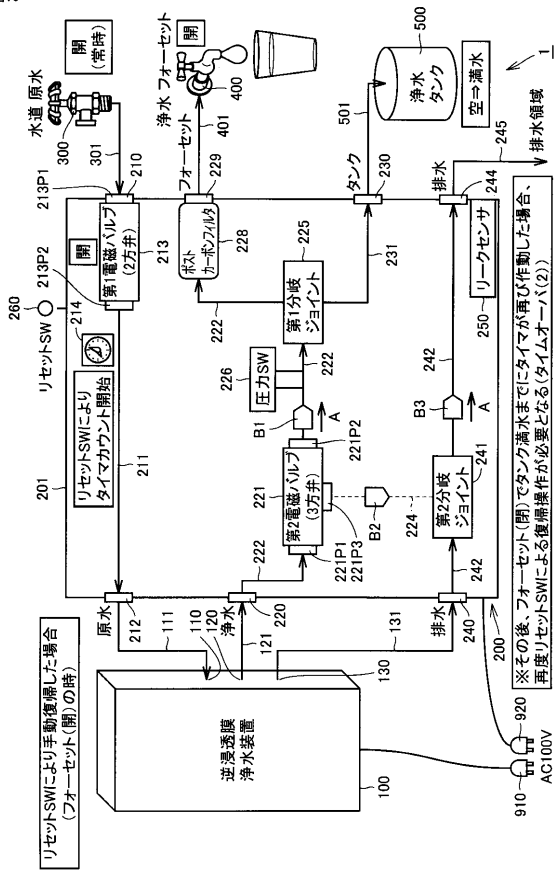 リセットSWにより手動復帰した場合
(フォーセット(開)の時)
逆浸透膜
浄水装置
100
110
120
130
111
121
131
910
920
AC100V
200
201
原水
212
浄水
220
排水
240
リセットSWにより
タイマカウント開始
211
214
リセットSW
260
213P2
213P1
開
第1電磁バルブ
(2方弁)
213
210
222
第2電磁バルブ
(3方弁)
221
221P1
221P3
221P2
B1
A
圧力SW
226
222
第1分岐
ジョイント
225
222
ポスト
カーボンフィルタ
228
フォーセット
229
231
タンク
230
B2
224
第2分岐
ジョイント
241
242
B3
A
242
リークセンサ
250
排水
244
245
排水領域
水道 原水
300
301
開
(常時)
浄水 フォーセット
開
400
401
501
500
浄水
タンク
空⇒満水
1
※その後、フォーセット(閉)でタンク満水までにタイマが再び作動した場合、
再度リセットSWによる復帰操作が必要となる(タイムオーバ(2))